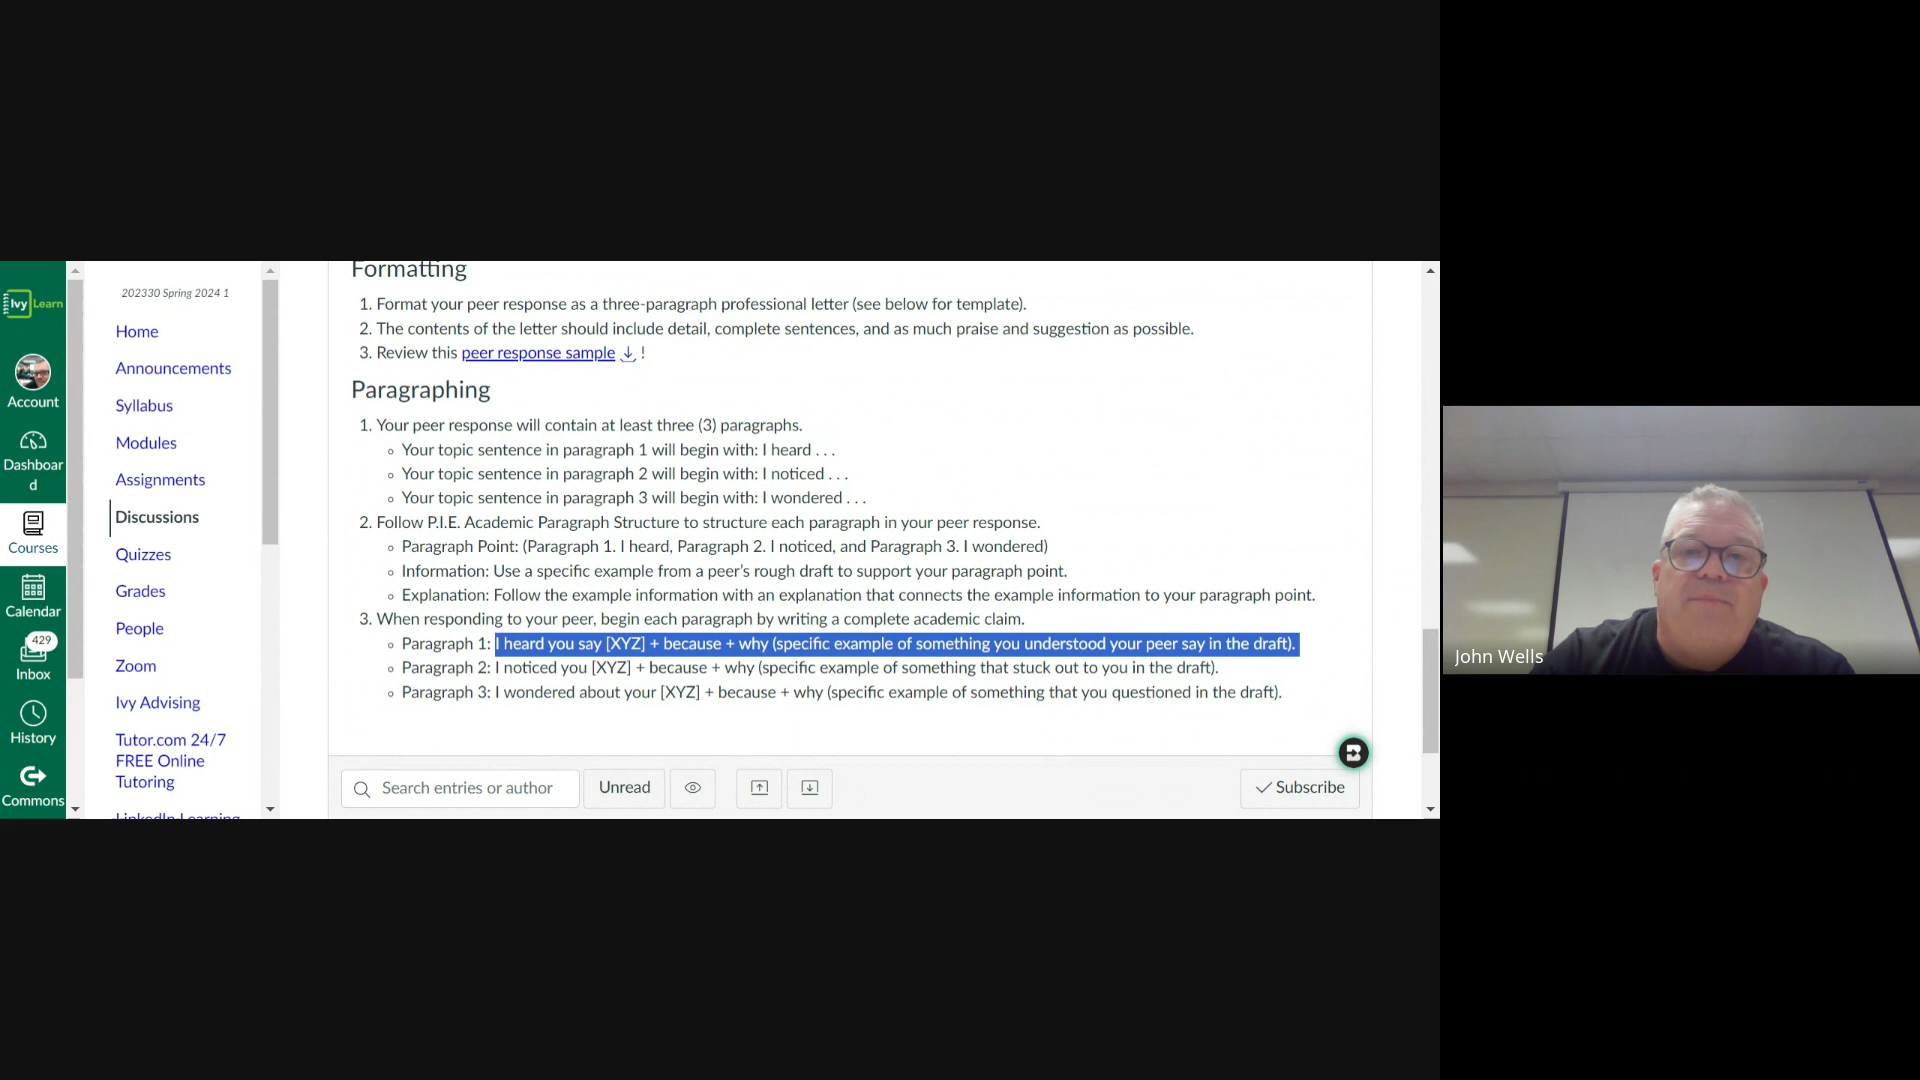 Ivy Learn
Account
Dashboar
d
Courses
Calendar
429
Inbox
History
Commons
202330 Spring 2024 1
Home
Announcements
Syllabus
Modules
Assignments
Discussions
Quizzes
Grades
People
Zoom
Ivy Advising
Tutor.com 24/7
FREE Online
Tutoring
LinkedIn Learning
Formatting
1. Format your peer response as a three-paragraph professional letter (see below for template).
2. The contents of the letter should include detail, complete sentences, and as much praise and suggestion as possible.
3. Review this peer response sample !
Paragraphing
1. Your peer response will contain at least three (3) paragraphs.
Your topic sentence in paragraph 1 will begin with: I heard . . .
Your topic sentence in paragraph 2 will begin with: I noticed . . .
Your topic sentence in paragraph 3 will begin with: I wondered . . .
2. Follow P.I.E. Academic Paragraph Structure to structure each paragraph in your peer response.
Paragraph Point: (Paragraph 1. I heard, Paragraph 2. I noticed, and Paragraph 3. I wondered)
Information: Use a specific example from a peer’s rough draft to support your paragraph point.
Explanation: Follow the example information with an explanation that connects the example information to your paragraph point.
3. When responding to your peer, begin each paragraph by writing a complete academic claim.
Paragraph 1: I heard you say [XYZ] + because + why (specific example of something you understood your peer say in the draft).
Paragraph 2: I noticed you [XYZ] + because + why (specific example of something that stuck out to you in the draft).
Paragraph 3: I wondered about your [XYZ] + because + why (specific example of something that you questioned in the draft).
Search entries or author
Unread
Subscribe
John Wells